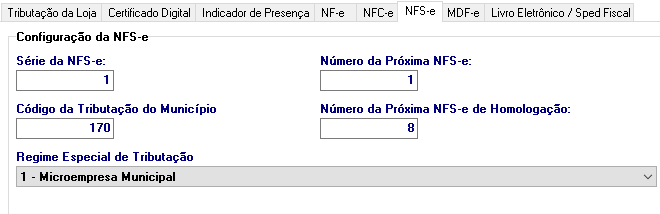 Tributação da Loja Certificado Digital Indicador de Presença NF-e NFC-e NFS-e MDF-e Livro Eletrônico / Sped Fiscal
Configuração da NFS-e
Série da NFS-e: Número da Próxima NFS-e:
1 1
Código da Tributação do Município Número da Próxima NFS-e de Homologação:
170 8
Regime Especial de Tributação
1 - Microempresa Municipal